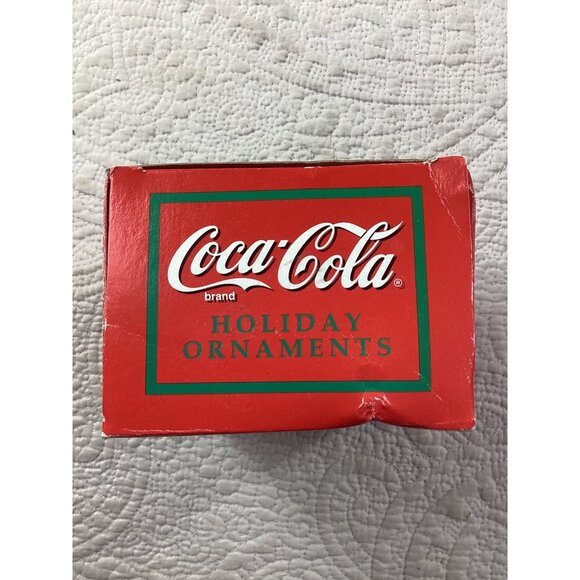 Coca-Cola®
brand
HOLIDAY
ORNAMENTS